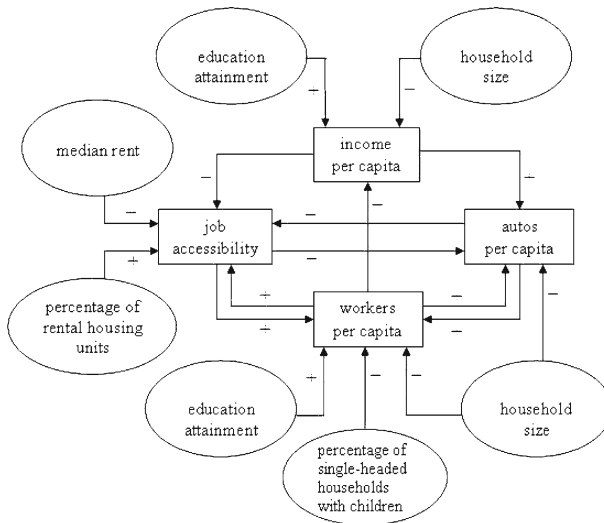 education
attainment
household
size
+
−
median rent
income
per capita
−
+
−
−
−
job
accessibility
autos
per capita
+
−
−
percentage of
rental housing
units
+
+
workers
per capita
−
−
+
−
−
education
attainment
household
size
percentage of
single-headed
households
with children